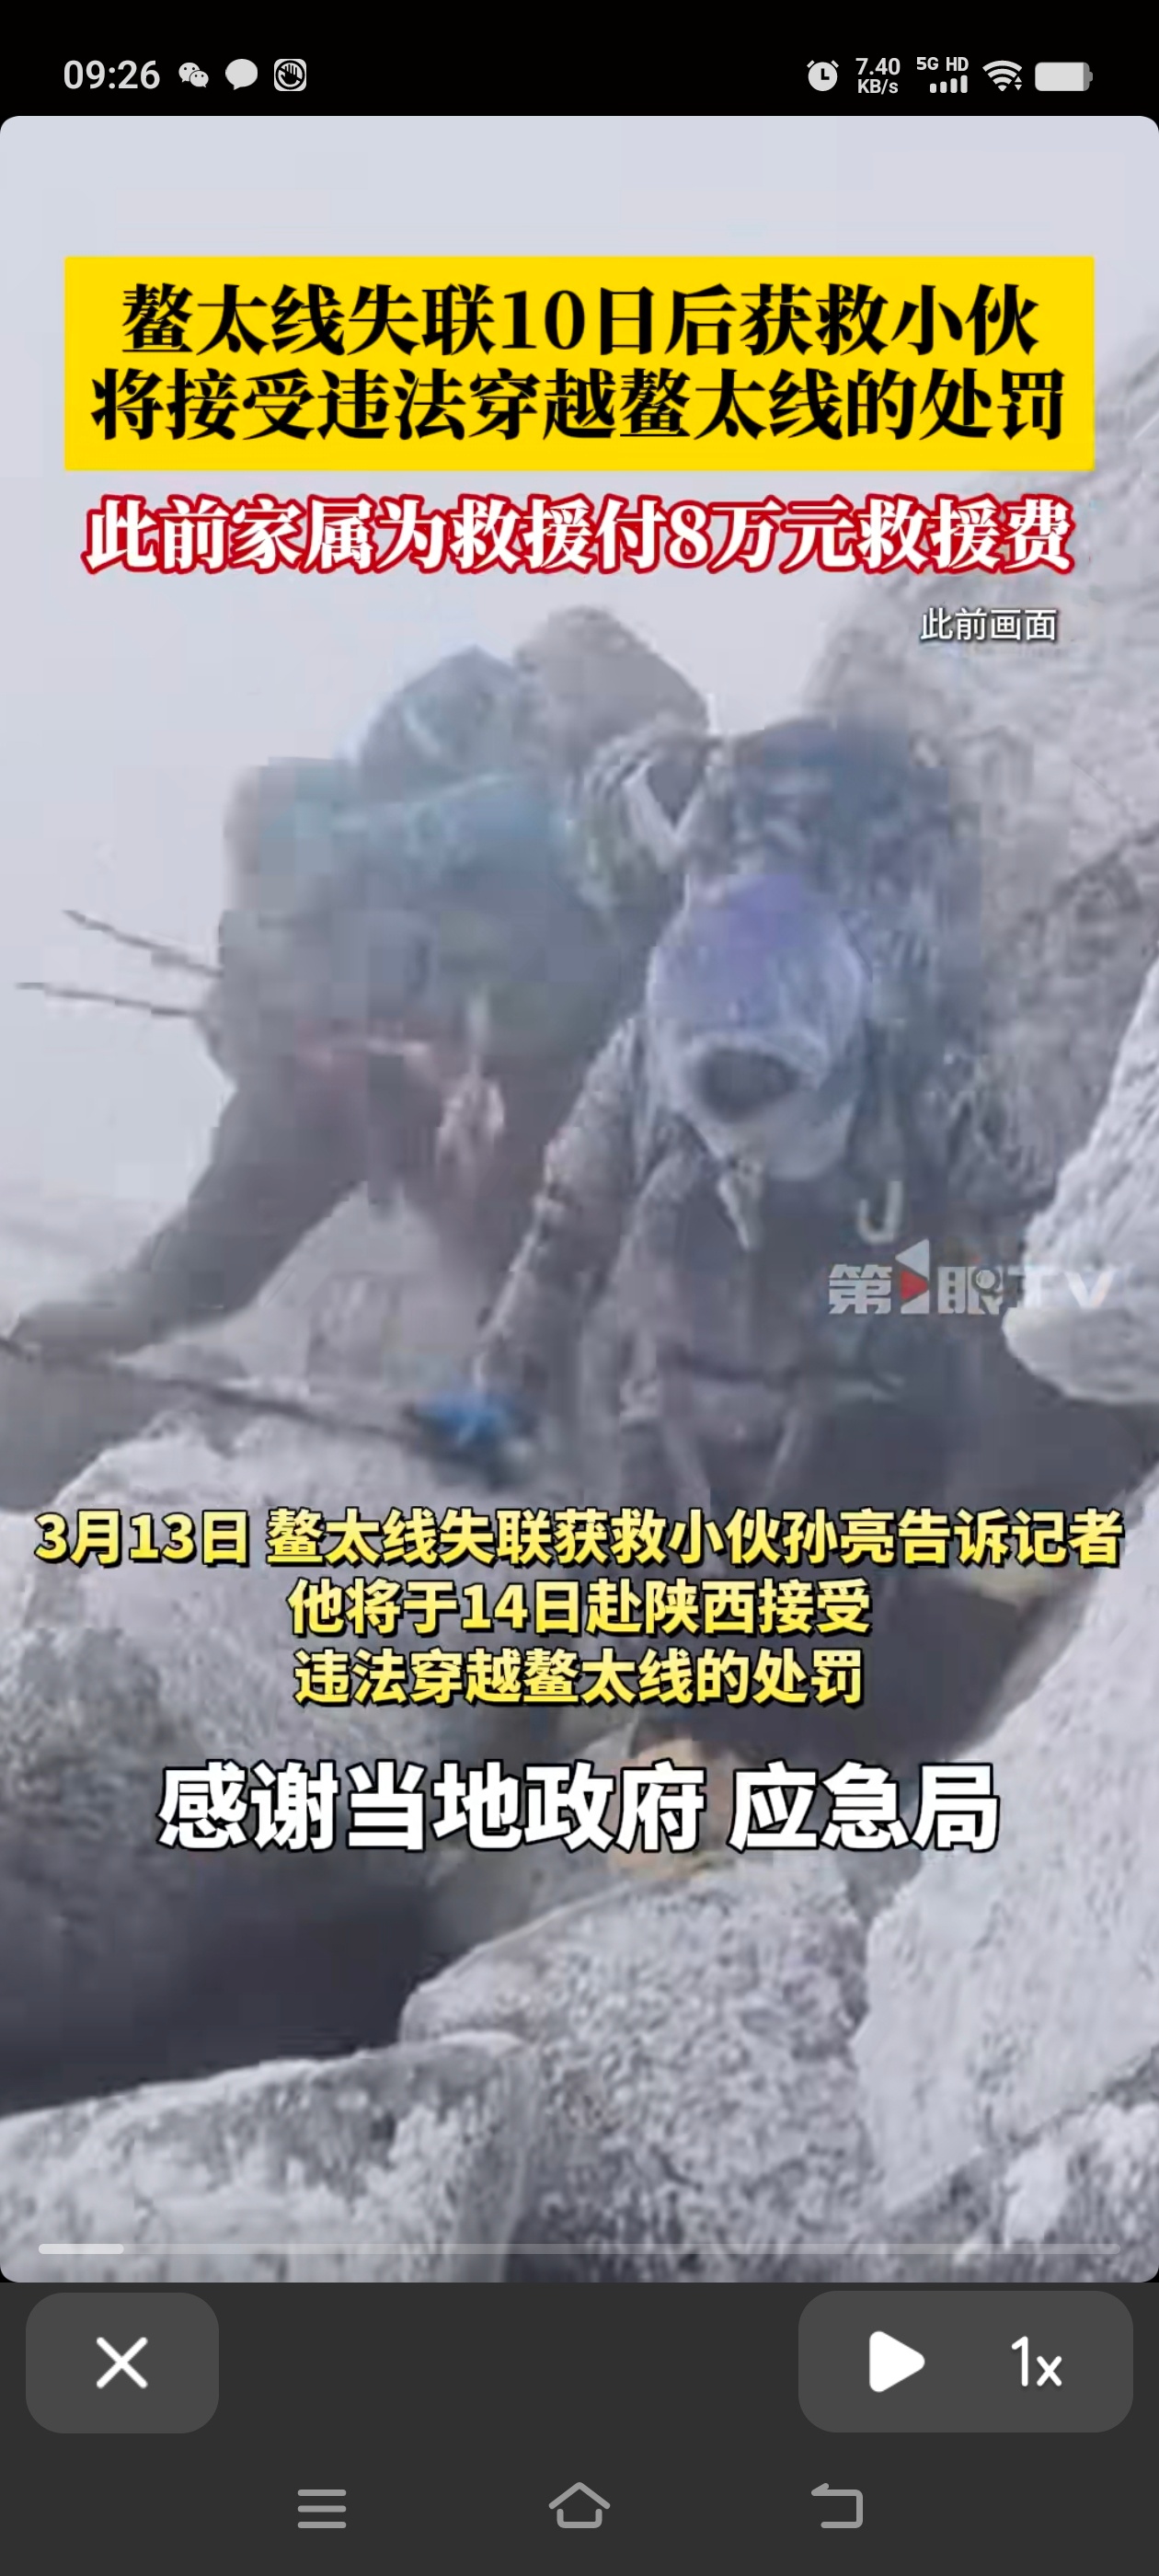 09:26
7.40 KB/s
5G HD
鳌太线失联10日后获救小伙
将接受违法穿越鳌太线的处罚
此前家属为救援付8万元救援费
此前画面
第1眼TV
3月13日 鳌太线失联获救小伙孙亮告诉记者
他将于14日赴陕西接受
违法穿越鳌太线的处罚
感谢当地政府 应急局
1x